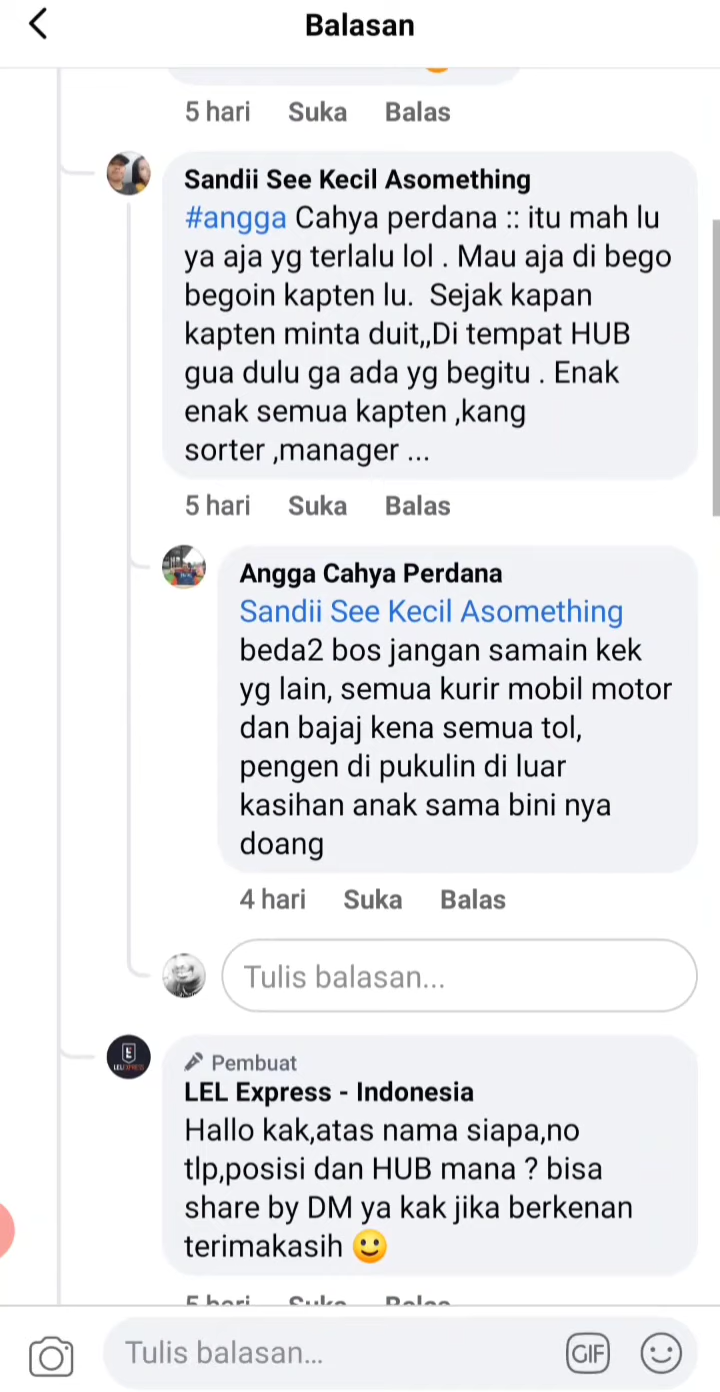 Balasan
5 hari Suka Balas
Sandii See Kecil Asomething
#angga Cahya perdana :: itu mah lu
ya aja yg terlalu lol . Mau aja di bego
begoin kapten lu. Sejak kapan
kapten minta duit,,Di tempat HUB
gua dulu ga ada yg begitu . Enak
enak semua kapten ,kang
sorter ,manager ...
5 hari Suka Balas
Angga Cahya Perdana
Sandii See Kecil Asomething
beda2 bos jangan samain kek
yg lain, semua kurir mobil motor
dan bajaj kena semua tol,
pengen di pukulin di luar
kasihan anak sama bini nya
doang
4 hari Suka Balas
Tulis balasan...
Pembuat
LEL Express - Indonesia
Hallo kak,atas nama siapa,no
tlp,posisi dan HUB mana ? bisa
share by DM ya kak jika berkenan
terimakasih 🙂
5 hari Suka Balas
Tulis balasan...
GIF